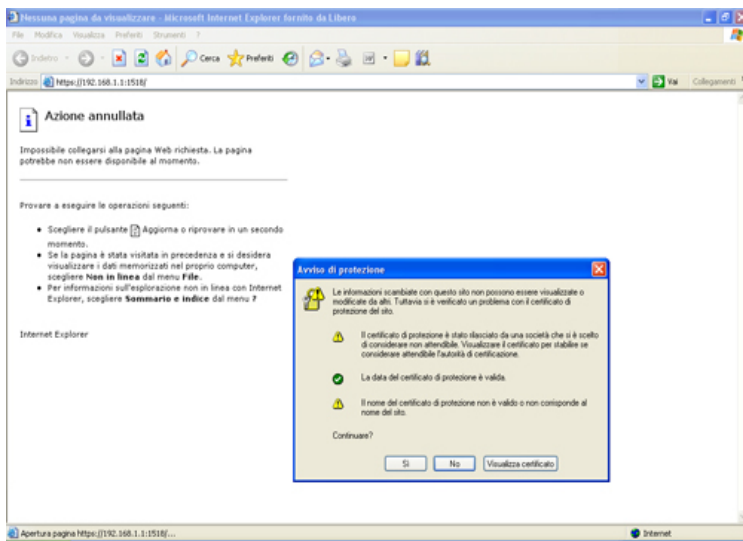 Nessuna pagina da visualizzare - Microsoft Internet Explorer fornito da Libero
File Modifica Visualizza Preferiti Strumenti ?
Indietro Cerca Preferiti
Indirizzo https://192.168.1.1:1518/ Vai Collegamenti
Azione annullata
Impossibile collegarsi alla pagina Web richiesta. La pagina
potrebbe non essere disponibile al momento.
Provare a eseguire le operazioni seguenti:
Scegliere il pulsante Aggiorna o riprovare in un secondo
momento.
Se la pagina è stata visitata in precedenza e si desidera
visualizzare i dati memorizzati nel proprio computer,
scegliere Non in linea dal menu File.
Per informazioni sull'esplorazione non in linea con Internet
Explorer, scegliere Sommario e indice dal menu ?
Internet Explorer
Avviso di protezione
Le informazioni scambiate con questo sito non possono essere visualizzate o
modificate da altri. Tuttavia si è verificato un problema con il certificato di
protezione del sito.
Il certificato di protezione è stato rilasciato da una società che si è scelto
di considerare non attendibile. Visualizzare il certificato per stabilire se
considerare attendibile l'autorità di certificazione.
La data del certificato di protezione è valida.
Il nome del certificato di protezione non è valido o non corrisponde al
nome del sito.
Continuare?
Sì No Visualizza certificato
Apertura pagina https://192.168.1.1:1518/... Internet